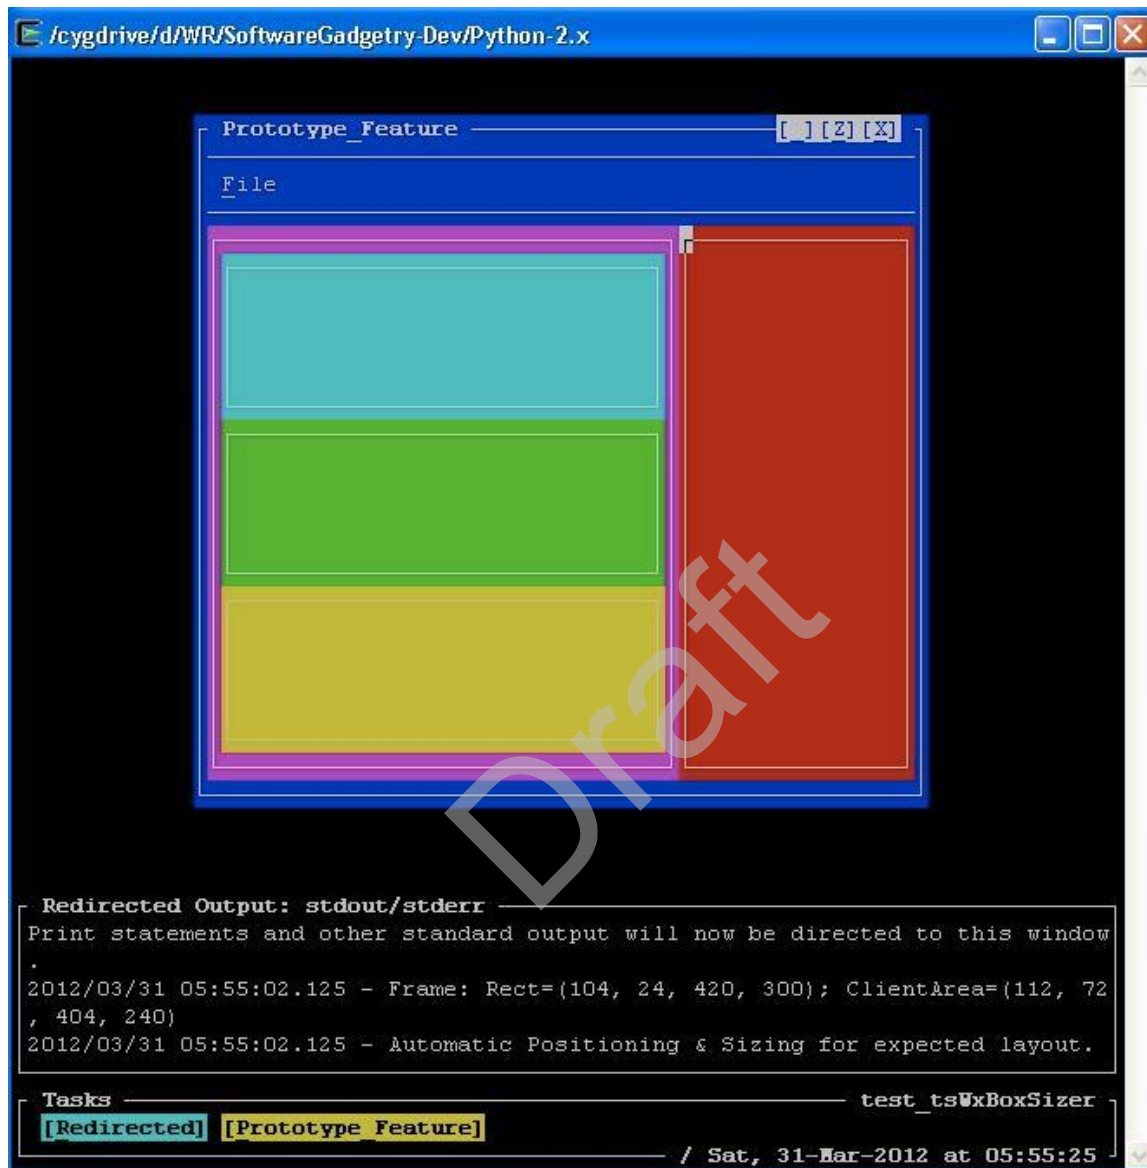 /cygdrive/d/WR/SoftwareGadgetry-Dev/Python-2.x
Prototype_Feature [_][Z][X]
File
Draft
Redirected Output: stdout/stderr
Print statements and other standard output will now be directed to this window
.
2012/03/31 05:55:02.125 - Frame: Rect=(104, 24, 420, 300); ClientArea=(112, 72
, 404, 240)
2012/03/31 05:55:02.125 - Automatic Positioning & Sizing for expected layout.
Tasks test_tsWxBoxSizer
[Redirected] [Prototype_Feature]
/ Sat, 31-Mar-2012 at 05:55:25